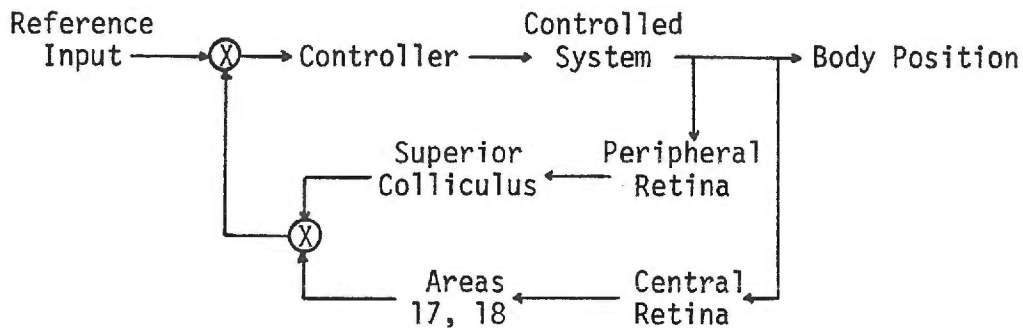 Reference
Input
X
Controller
Controlled
System
Body Position
Superior
Colliculus
Peripheral
Retina
X
Areas
17, 18
Central
Retina